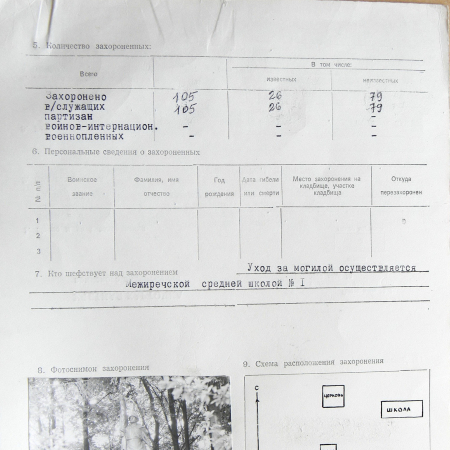 5. Количество захороненных:
Всего
В том числе:
известных
неизвестных
Захоронено 105 26 79
в/служащих 105 26 79
партизан - - -
воинов-интернацион. - - -
военнопленных - - -
6. Персональные сведения о захороненных
№ п/п
Воинское звание
Фамилия, имя отчество
Год рождения
Дата гибели или смерти
Место захоронения на кладбище, участке кладбища
Откуда перезахоронен
1
2
3
7. Кто шефствует над захоронением Уход за могилой осуществляется
Межиречской средней школой № I
8. Фотоснимок захоронения
9. Схема расположения захоронения
С
ЦЕРКОВЬ
ШКОЛА